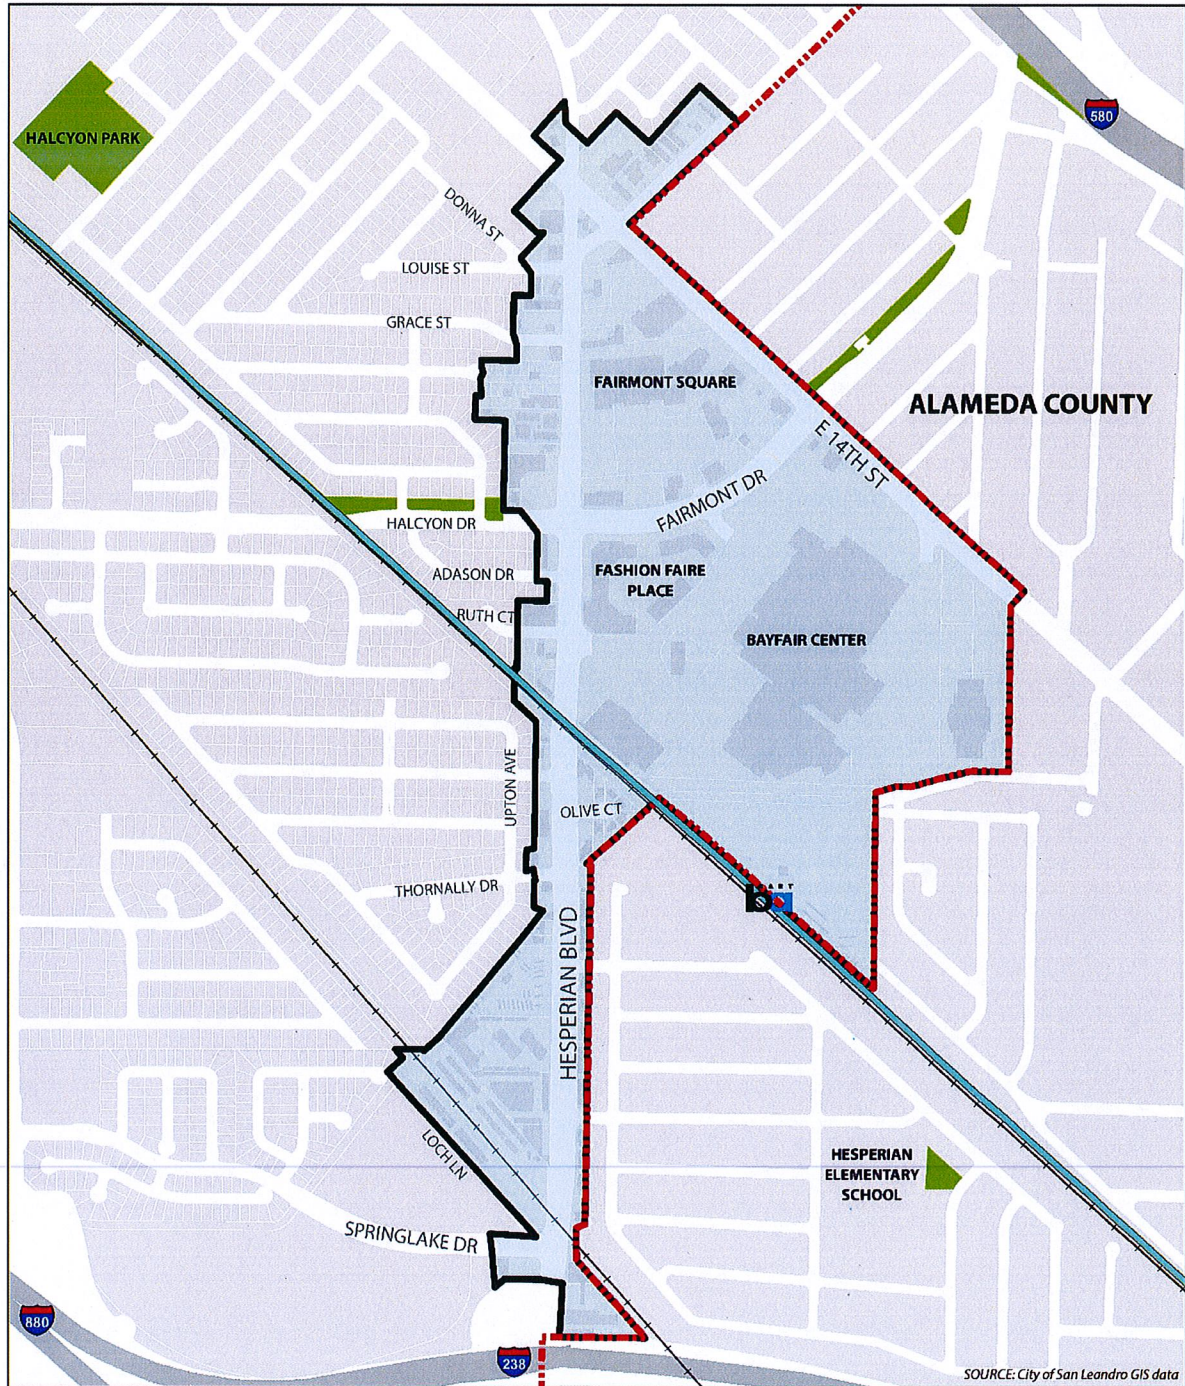 580
HALCYON PARK
DONNA ST
LOUISE ST
GRACE ST
FAIRMONT SQUARE
ALAMEDA COUNTY
E 14TH ST
FAIRMONT DR
HALCYON DR
ADASON DR
FASHION FAIRE
PLACE
RUTH CT
BAYFAIR CENTER
UPTON AVE
OLIVE CT
THORNALLY DR
BART
ba
HESPERIAN BLVD
LOCH LN
HESPERIAN
ELEMENTARY
SCHOOL
SPRINGLAKE DR
880
238
SOURCE: City of San Leandro GIS data